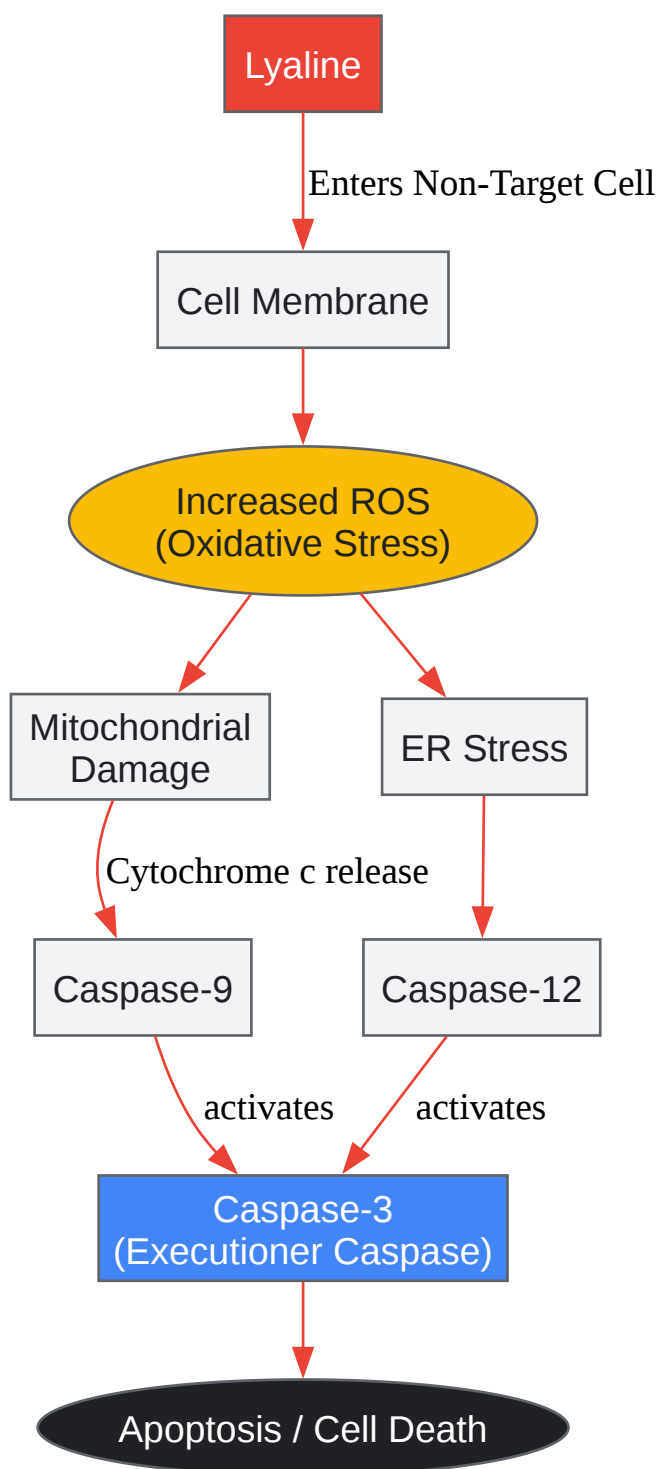 Lyaline
Enters Non-Target Cell
Cell Membrane
Increased ROS
(Oxidative Stress)
Mitochondrial
Damage
ER Stress
Cytochrome c release
Caspase-9
Caspase-12
activates
activates
Caspase-3
(Executioner Caspase)
Apoptosis / Cell Death